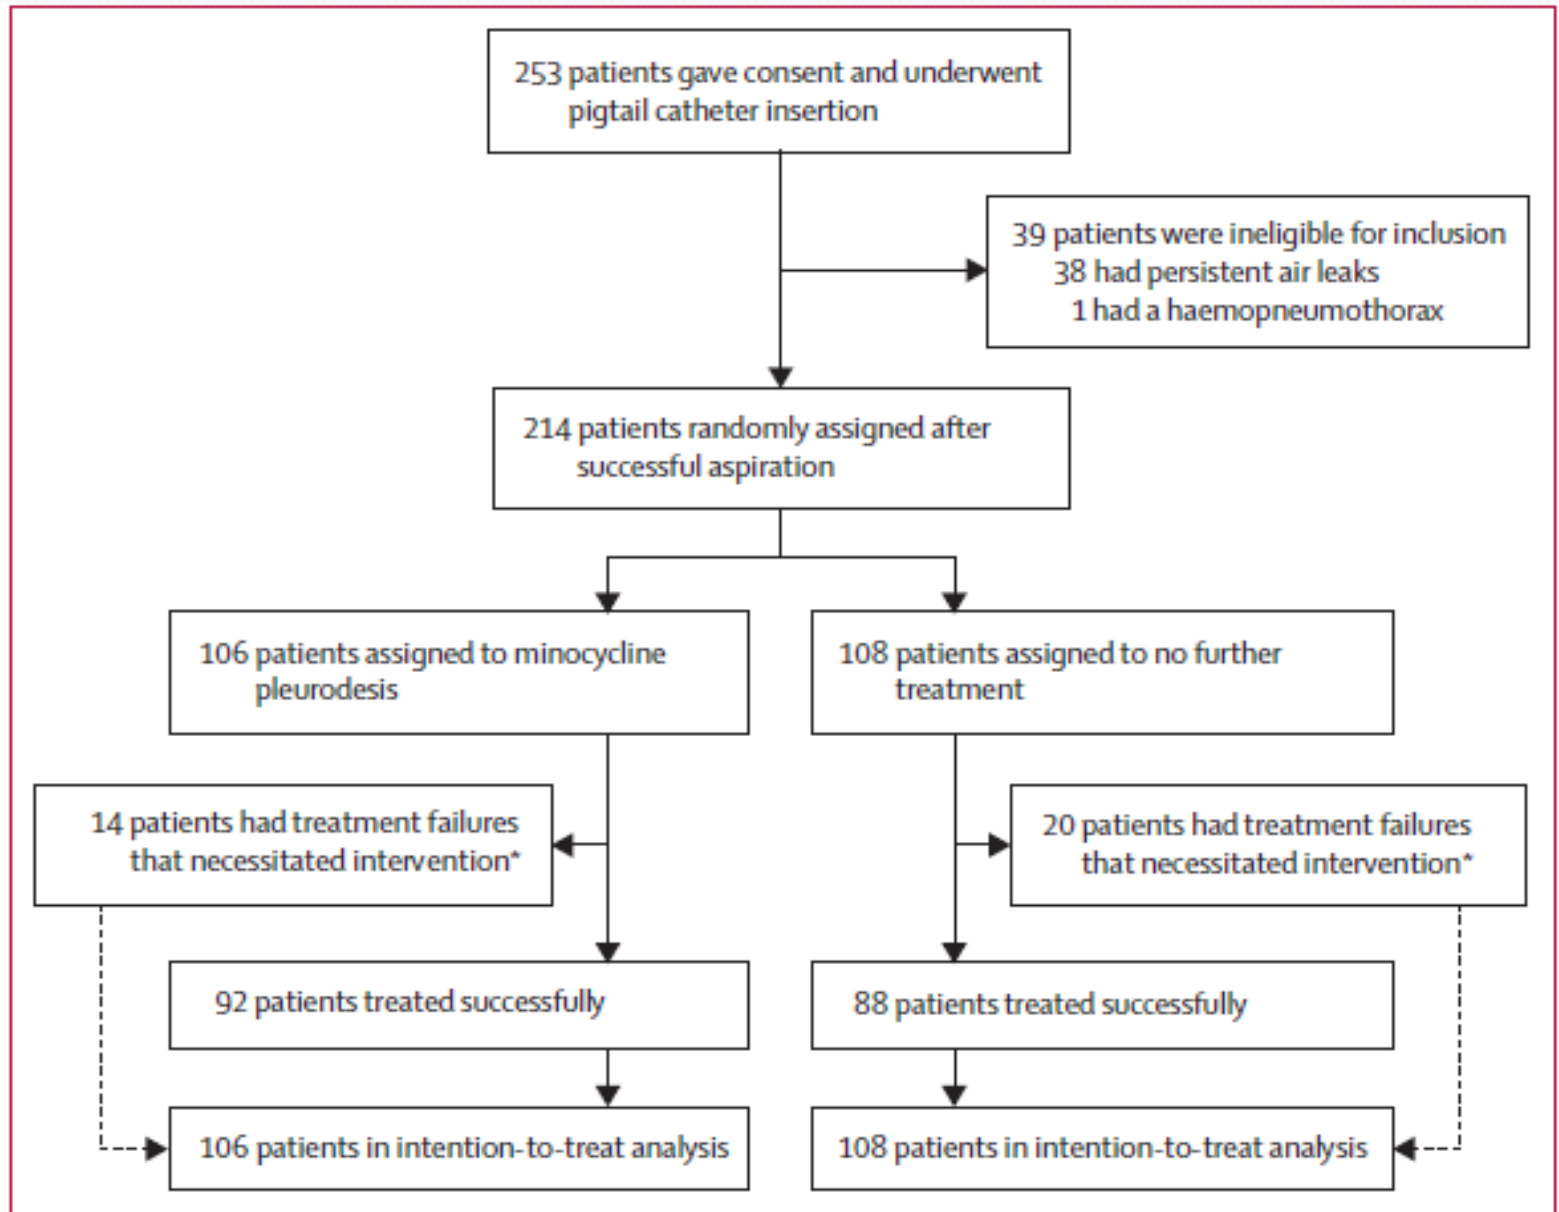 253 patients gave consent and underwent
pigtail catheter insertion
39 patients were ineligible for inclusion
38 had persistent air leaks
1 had a haemopneumothorax
214 patients randomly assigned after
successful aspiration
106 patients assigned to minocycline
pleurodesis
108 patients assigned to no further
treatment
14 patients had treatment failures
that necessitated intervention*
20 patients had treatment failures
that necessitated intervention*
92 patients treated successfully
88 patients treated successfully
106 patients in intention-to-treat analysis
108 patients in intention-to-treat analysis